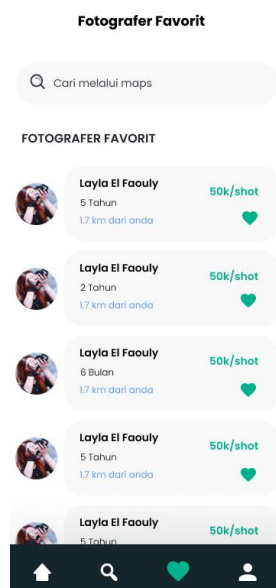 Fotografer Favorit
Cari melalui maps
FOTOGRAFER FAVORIT
Layla El Faouly
50k/shot
5 Tahun
1.7 km dari anda
Layla El Faouly
50k/shot
2 Tahun
1.7 km dari anda
Layla El Faouly
50k/shot
6 Bulan
1.7 km dari anda
Layla El Faouly
50k/shot
5 Tahun
1.7 km dari anda
Layla El Faouly
50k/shot
5 Tahun